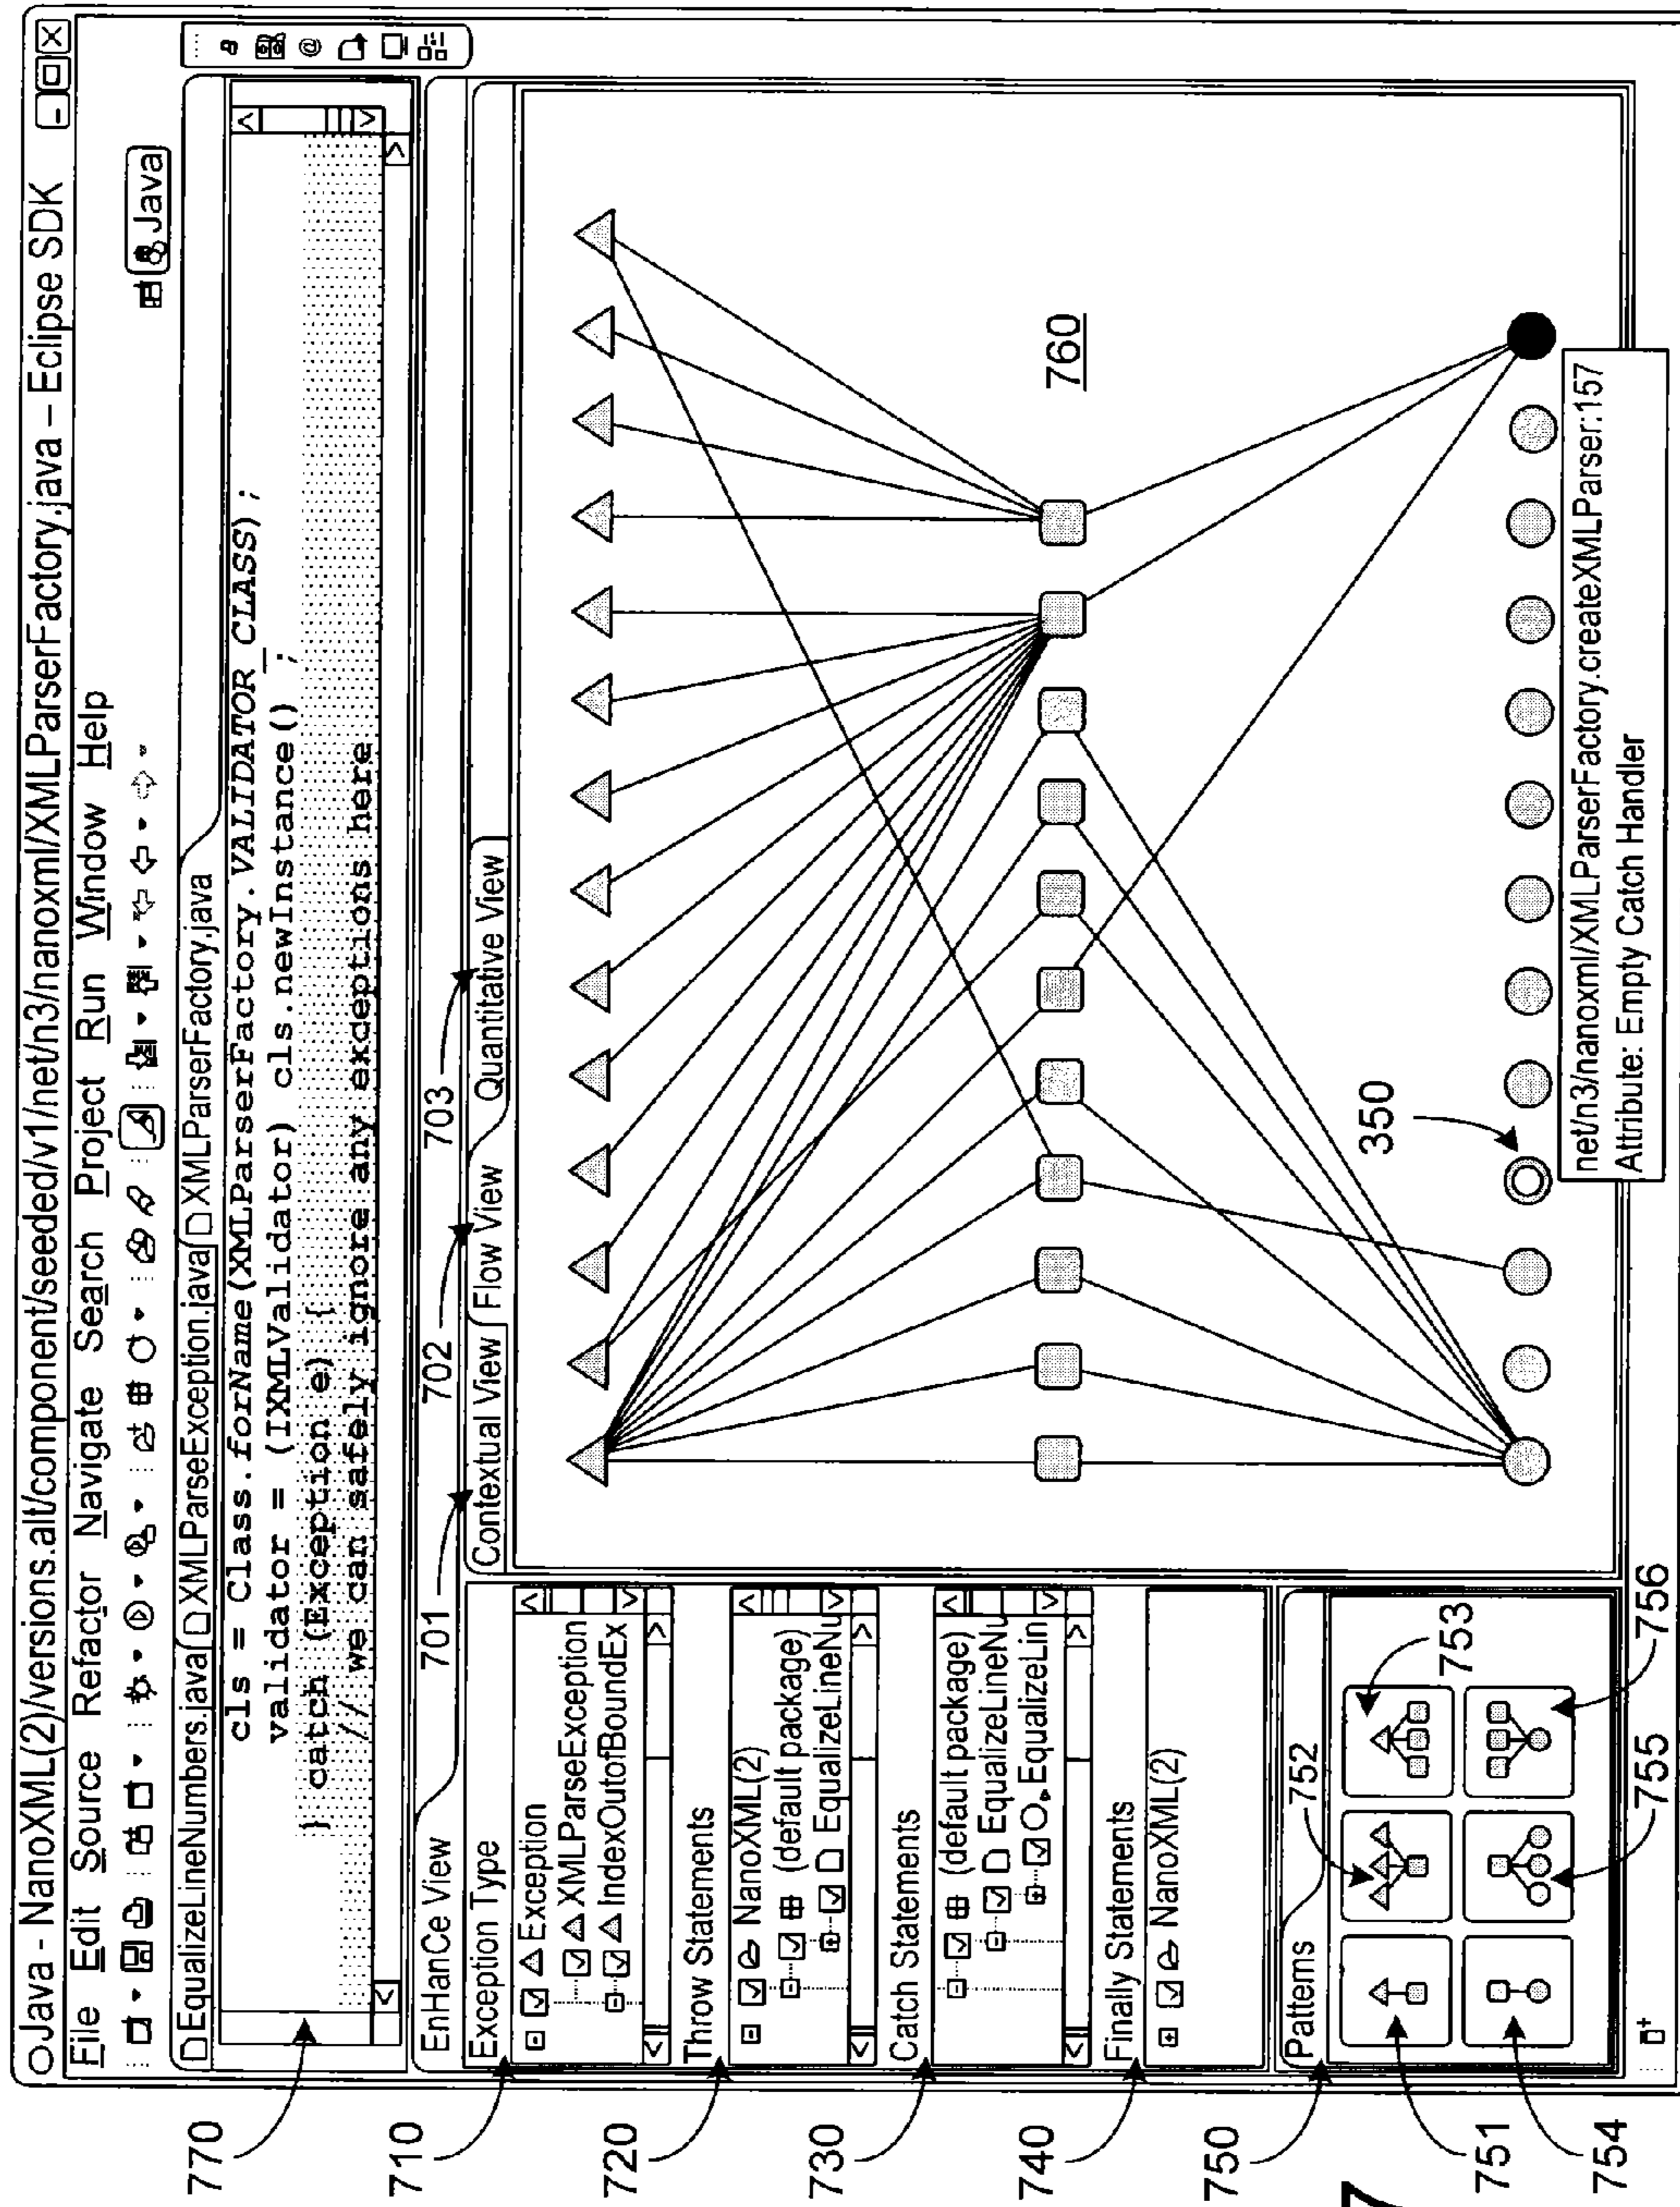 Java - NanoXML(2)/versions.alt/component/seeded/v1/net/n3/nanoxml/XMLParserFactory.java – Eclipse SDK
File Edit Source Refactor Navigate Search Project Run Window Help
Java
EqualizeLineNumbers.java XMLParseException.java XMLParserFactory.java
cls = Class.forName(XMLParserFactory.VALIDATOR_CLASS);
validator = (IXMLValidator) cls.newInstance() ;
} catch (Exception e) {
// we can safely ignore any exceptions here
770
701
702
703
EnHanCe View
Contextual View Flow View Quantitative View
710
Exception Type
Exception
XMLParseException
IndexOutofBoundEx
720
Throw Statements
NanoXML(2)
(default package)
EqualizeLineNu
730
Catch Statements
(default package)
EqualizeLineNu
EqualizeLin
740
Finally Statements
NanoXML(2)
750
Patterns
751
752
753
754
755
756
760
350
net/n3/nanoxml/XMLParserFactory.createXMLParser:157
Attribute: Empty Catch Handler
7